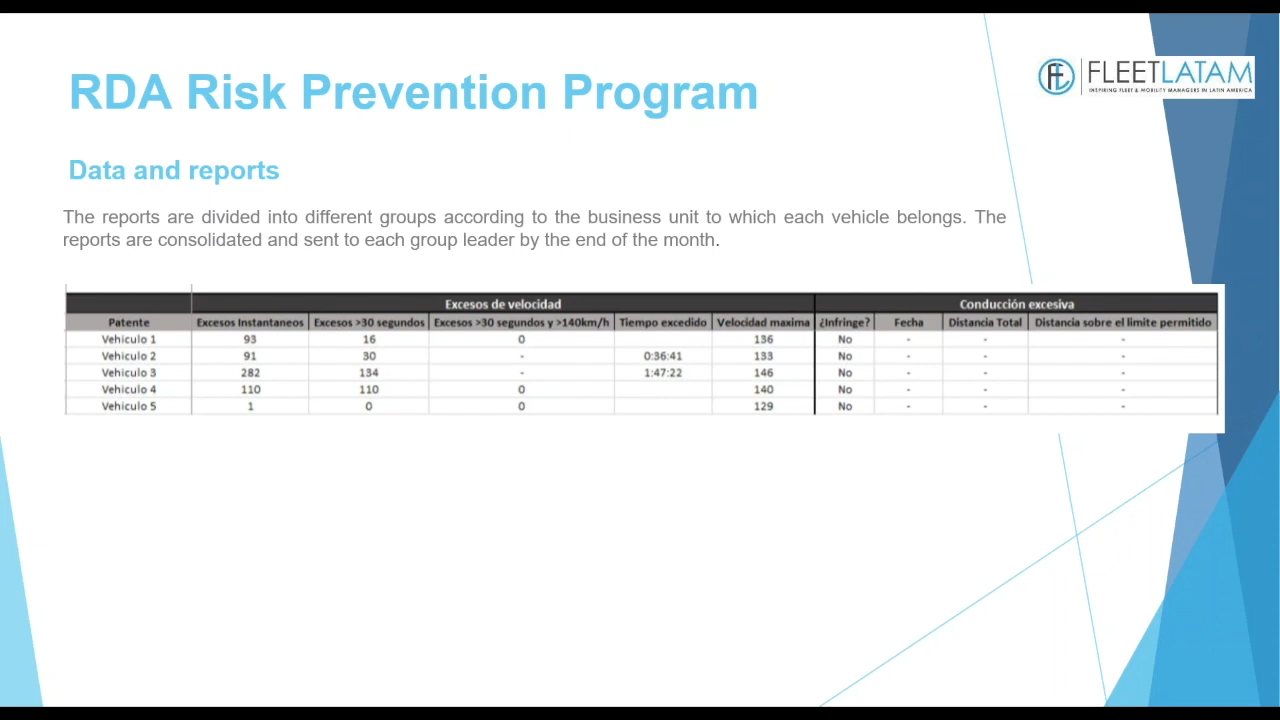 RDA Risk Prevention Program
FLEETLATAM
INSPIRING FLEET & MOBILITY MANAGERS IN LATIN AMERICA
Data and reports
The reports are divided into different groups according to the business unit to which each vehicle belongs. The
reports are consolidated and sent to each group leader by the end of the month.
Excesos de velocidad Conducción excesiva
Patente Excesos Instantaneos Excesos >30 segundos Excesos >30 segundos y >140km/h Tiempo excedido Velocidad maxima ¿Infringe? Fecha Distancia Total Distancia sobre el limite permitido
Vehiculo 1 93 16 0 136 No - - -
Vehiculo 2 91 30 - 0:36:41 133 No - - -
Vehiculo 3 282 134 - 1:47:22 146 No - - -
Vehiculo 4 110 110 0 140 No - - -
Vehiculo 5 1 0 0 129 No - - -